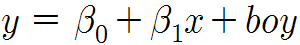 y = β₀ + β₁x + boy